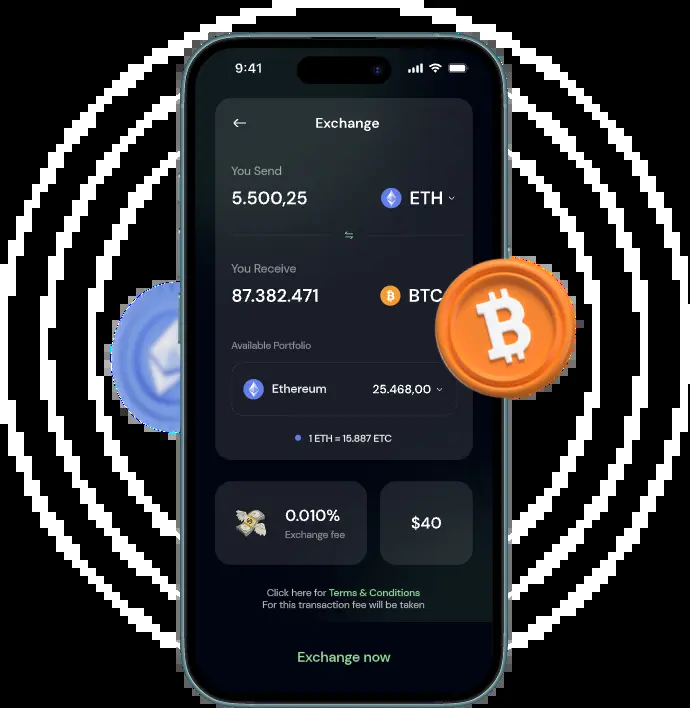 9:41
Exchange
You Send
5.500,25
ETH
You Receive
87.382.471
BTC
Available Portfolio
Ethereum
25.468,00
1 ETH = 15.887 ETC
0.010%
Exchange fee
$40
Click here for Terms & Conditions
For this transaction fee will be taken
Exchange now